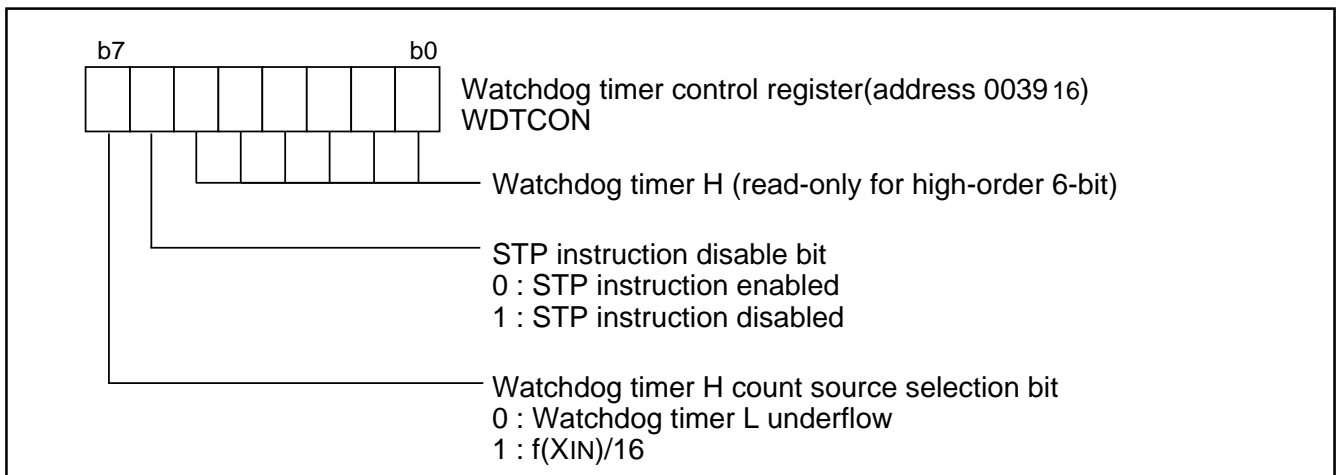 b7 b0
Watchdog timer control register(address 003916)
WDTCON
Watchdog timer H (read-only for high-order 6-bit)
STP instruction disable bit
0 : STP instruction enabled
1 : STP instruction disabled
Watchdog timer H count source selection bit
0 : Watchdog timer L underflow
1 : f(XIN)/16